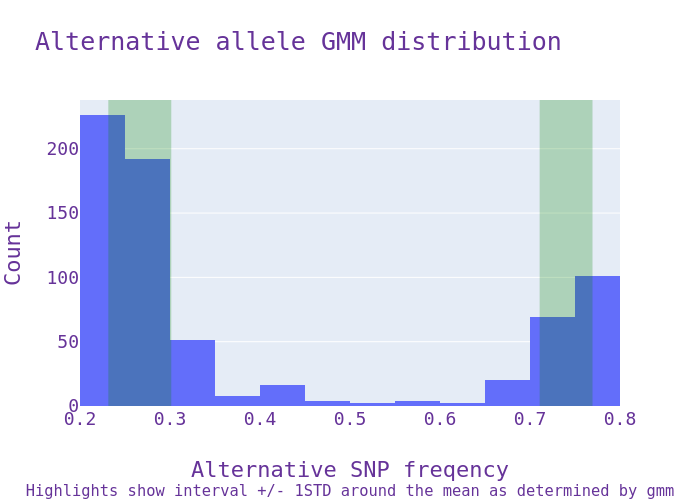 Alternative allele GMM distribution
Count
200
150
100
50
0
0.2 0.3 0.4 0.5 0.6 0.7 0.8
Alternative SNP freqency
Highlights show interval +/- 1STD around the mean as determined by gmm